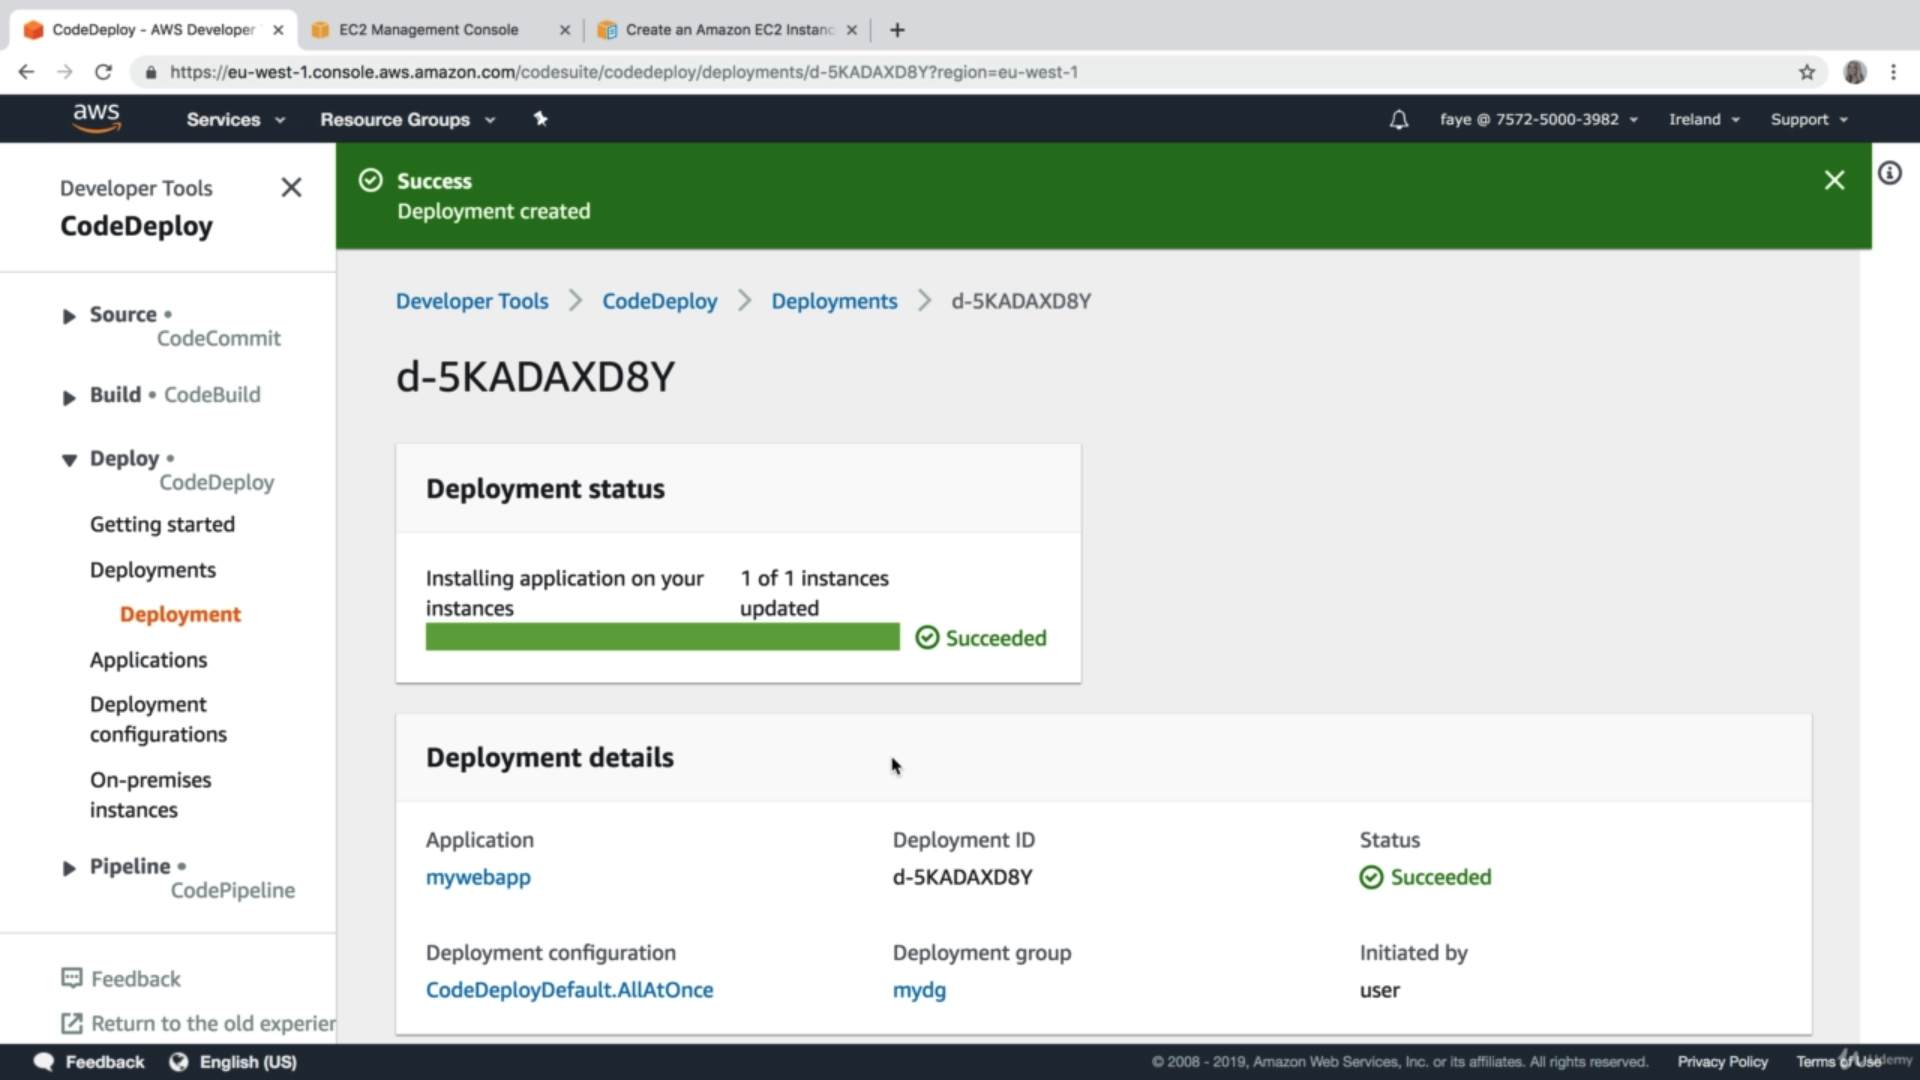 CodeDeploy - AWS Developer
EC2 Management Console
Create an Amazon EC2 Instanc
https://eu-west-1.console.aws.amazon.com/codesuite/codedeploy/deployments/d-5KADAXD8Y?region=eu-west-1
aws
Services
Resource Groups
faye @ 7572-5000-3982
Ireland
Support
Developer Tools
CodeDeploy
Source •
CodeCommit
Build • CodeBuild
Deploy •
CodeDeploy
Getting started
Deployments
Deployment
Applications
Deployment
configurations
On-premises
instances
Pipeline •
CodePipeline
Feedback
Return to the old experien
Success
Deployment created
Developer Tools
CodeDeploy
Deployments
d-5KADAXD8Y
d-5KADAXD8Y
Deployment status
Installing application on your
instances
1 of 1 instances
updated
Succeeded
Deployment details
Application
mywebapp
Deployment ID
d-5KADAXD8Y
Status
Succeeded
Deployment configuration
CodeDeployDefault.AllAtOnce
Deployment group
mydg
Initiated by
user
Feedback
English (US)
© 2008 - 2019, Amazon Web Services, Inc. or its affiliates. All rights reserved.
Privacy Policy
Terms of Use